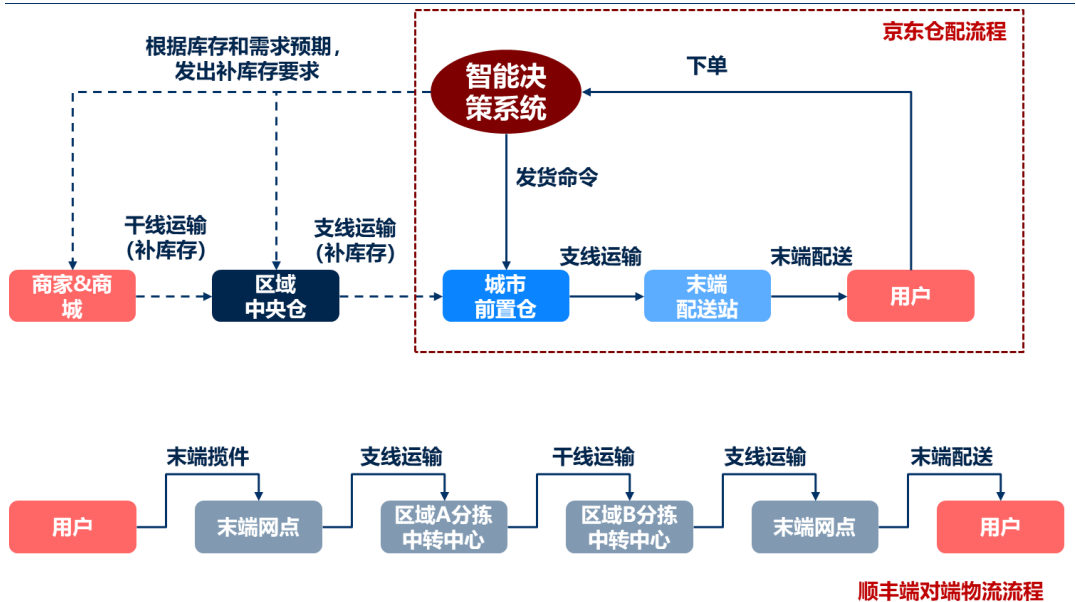 京东仓配流程
根据库存和需求预期，
发出补库存要求
智能决
策系统
下单
发货命令
干线运输
（补库存）
支线运输
（补库存）
支线运输
末端配送
商家&商
城
区域
中央仓
城市
前置仓
末端
配送站
用户
末端揽件
支线运输
干线运输
支线运输
末端配送
用户
末端网点
区域A分拣
中转中心
区域B分拣
中转中心
末端网点
用户
顺丰端对端物流流程